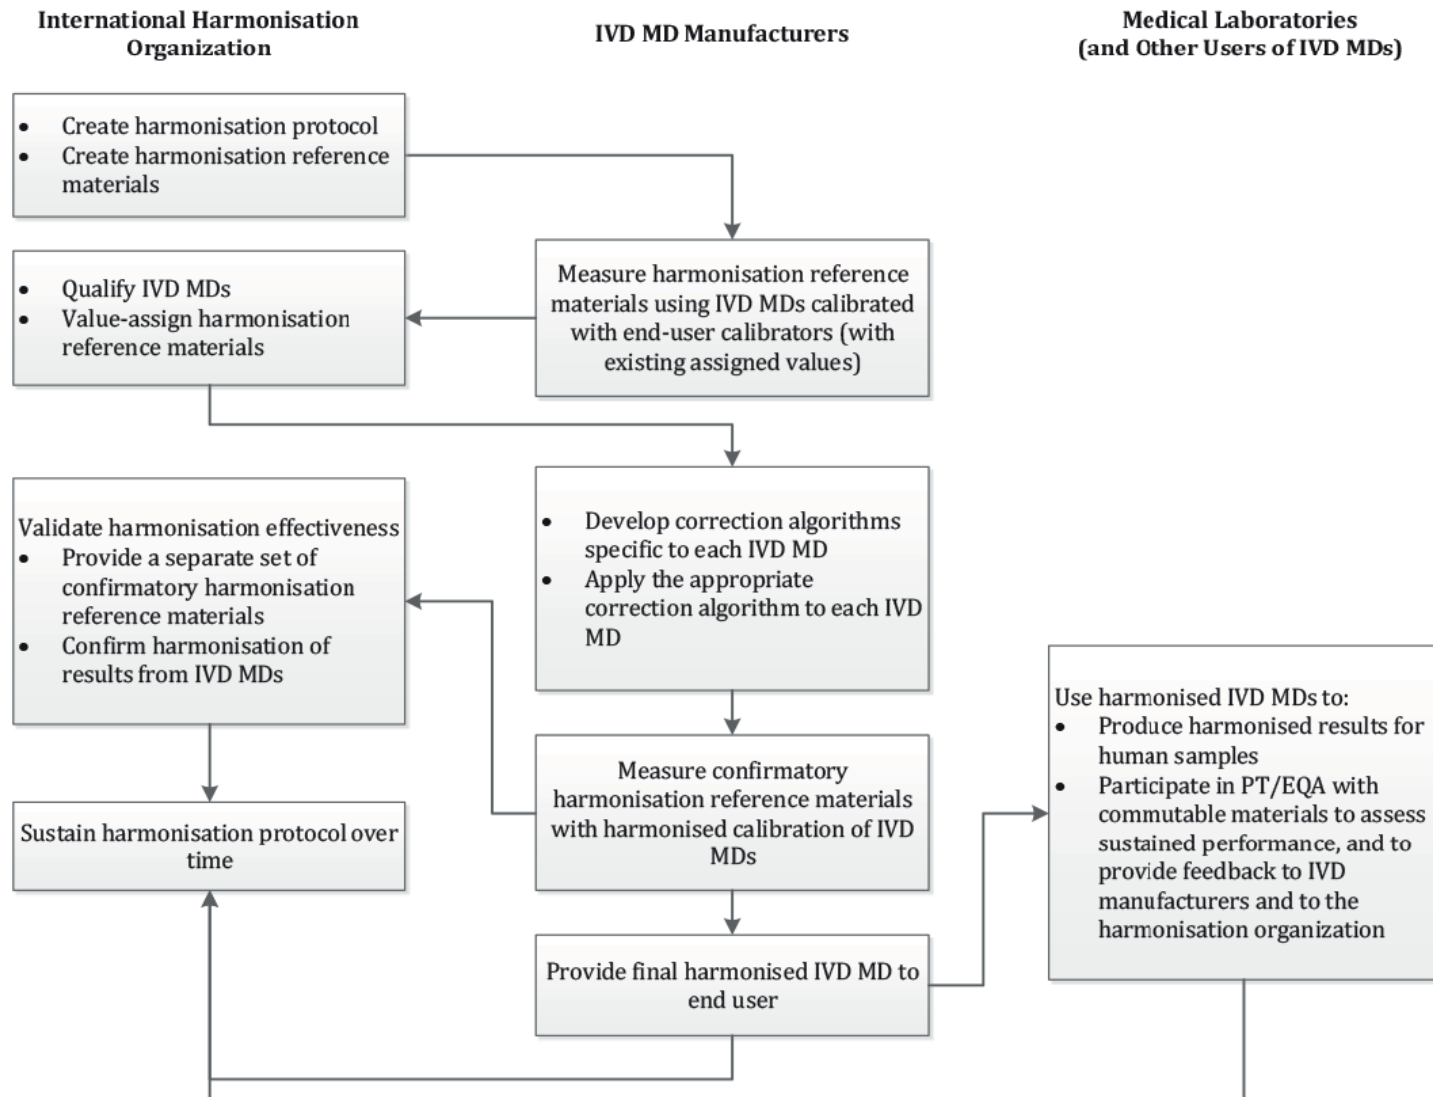 International Harmonisation
Organization
IVD MD Manufacturers
Medical Laboratories
(and Other Users of IVD MDs)
• Create harmonisation protocol
• Create harmonisation reference
materials
Measure harmonisation reference
materials using IVD MDs calibrated
with end-user calibrators (with
existing assigned values)
• Qualify IVD MDs
• Value-assign harmonisation
reference materials
• Develop correction algorithms
specific to each IVD MD
• Apply the appropriate
correction algorithm to each IVD
MD
Validate harmonisation effectiveness
• Provide a separate set of
confirmatory harmonisation
reference materials
• Confirm harmonisation of
results from IVD MDs
Measure confirmatory
harmonisation reference materials
with harmonised calibration of IVD
MDs
Sustain harmonisation protocol over
time
Provide final harmonised IVD MD to
end user
Use harmonised IVD MDs to:
• Produce harmonised results for
human samples
• Participate in PT/EQA with
commutable materials to assess
sustained performance, and to
provide feedback to IVD
manufacturers and to the
harmonisation organization